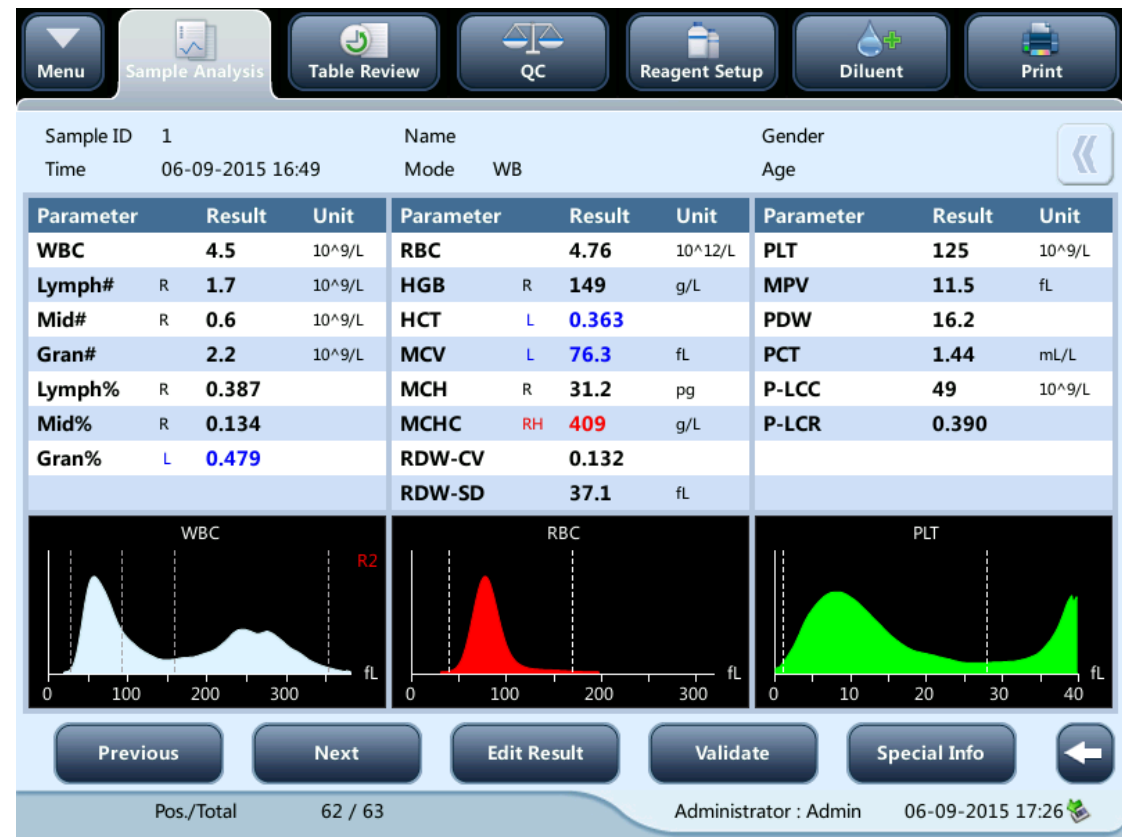 Menu Sample Analysis Table Review QC Reagent Setup Diluent Print
Sample ID 1 Name Gender
Time 06-09-2015 16:49 Mode WB Age
Parameter Result Unit Parameter Result Unit Parameter Result Unit
WBC 4.5 10^9/L RBC 4.76 10^12/L PLT 125 10^9/L
Lymph# R 1.7 10^9/L HGB R 149 g/L MPV 11.5 fL
Mid# R 0.6 10^9/L HCT L 0.363 PDW 16.2
Gran# 2.2 10^9/L MCV L 76.3 fL PCT 1.44 mL/L
Lymph% R 0.387 MCH R 31.2 pg P-LCC 49 10^9/L
Mid% R 0.134 MCHC RH 409 g/L P-LCR 0.390
Gran% L 0.479 RDW-CV 0.132
RDW-SD 37.1 fL
WBC RBC PLT
R2
fL fL fL
0 100 200 300 0 100 200 300 0 10 20 30 40
Previous Next Edit Result Validate Special Info
Pos./Total 62 / 63 Administrator : Admin 06-09-2015 17:26